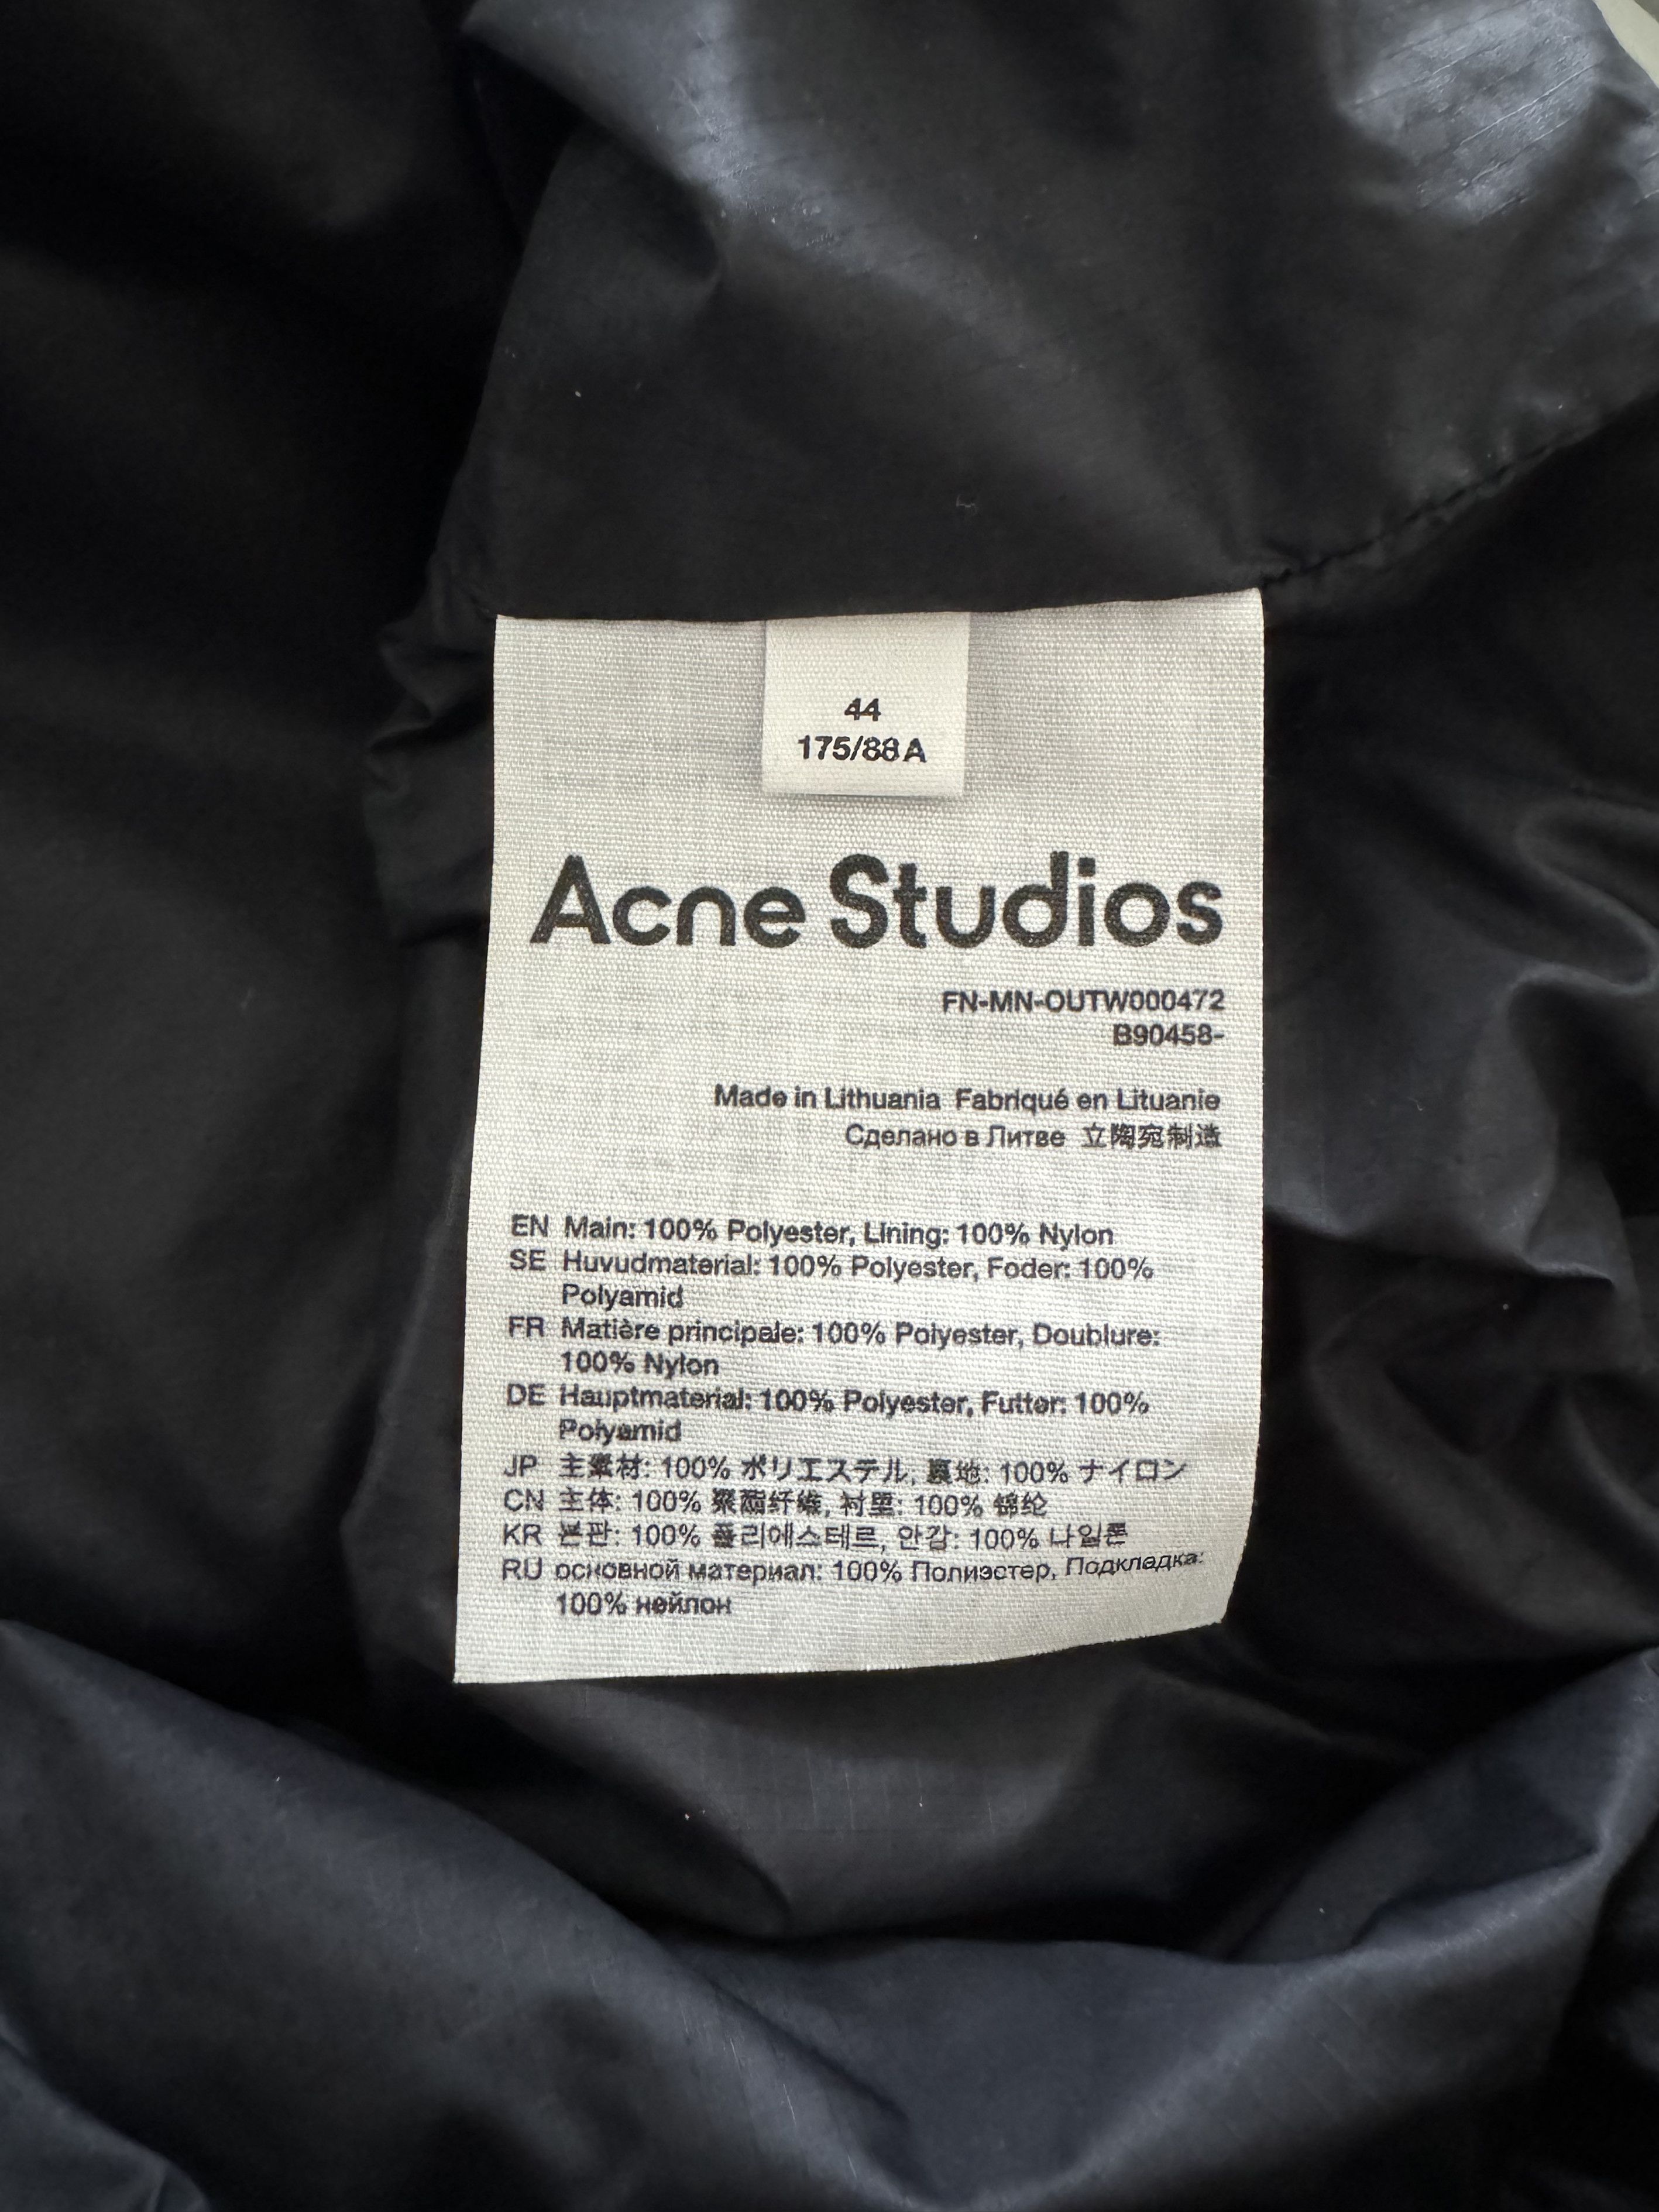 44
175/88A
Acne Studios
FN-MN-OUTW000472
B90458-
Made in Lithuania Fabriqué en Lituanie
Сделано в Литве 立陶宛制造
EN Main: 100% Polyester, Lining: 100% Nylon
SE Huvudmaterial: 100% Polyester, Foder: 100%
Polyamid
FR Matière principale: 100% Polyester, Doublure:
100% Nylon
DE Hauptmaterial: 100% Polyester, Futter: 100%
Polyamid
JP 主素材: 100% ポリエステル, 裏地: 100% ナイロン
CN 主体: 100% 聚酯纤维, 衬里: 100% 锦纶
KR 본판: 100% 폴리에스테르, 안감: 100% 나일론
RU основной материал: 100% Полиэстер, Подкладка:
100% нейлон